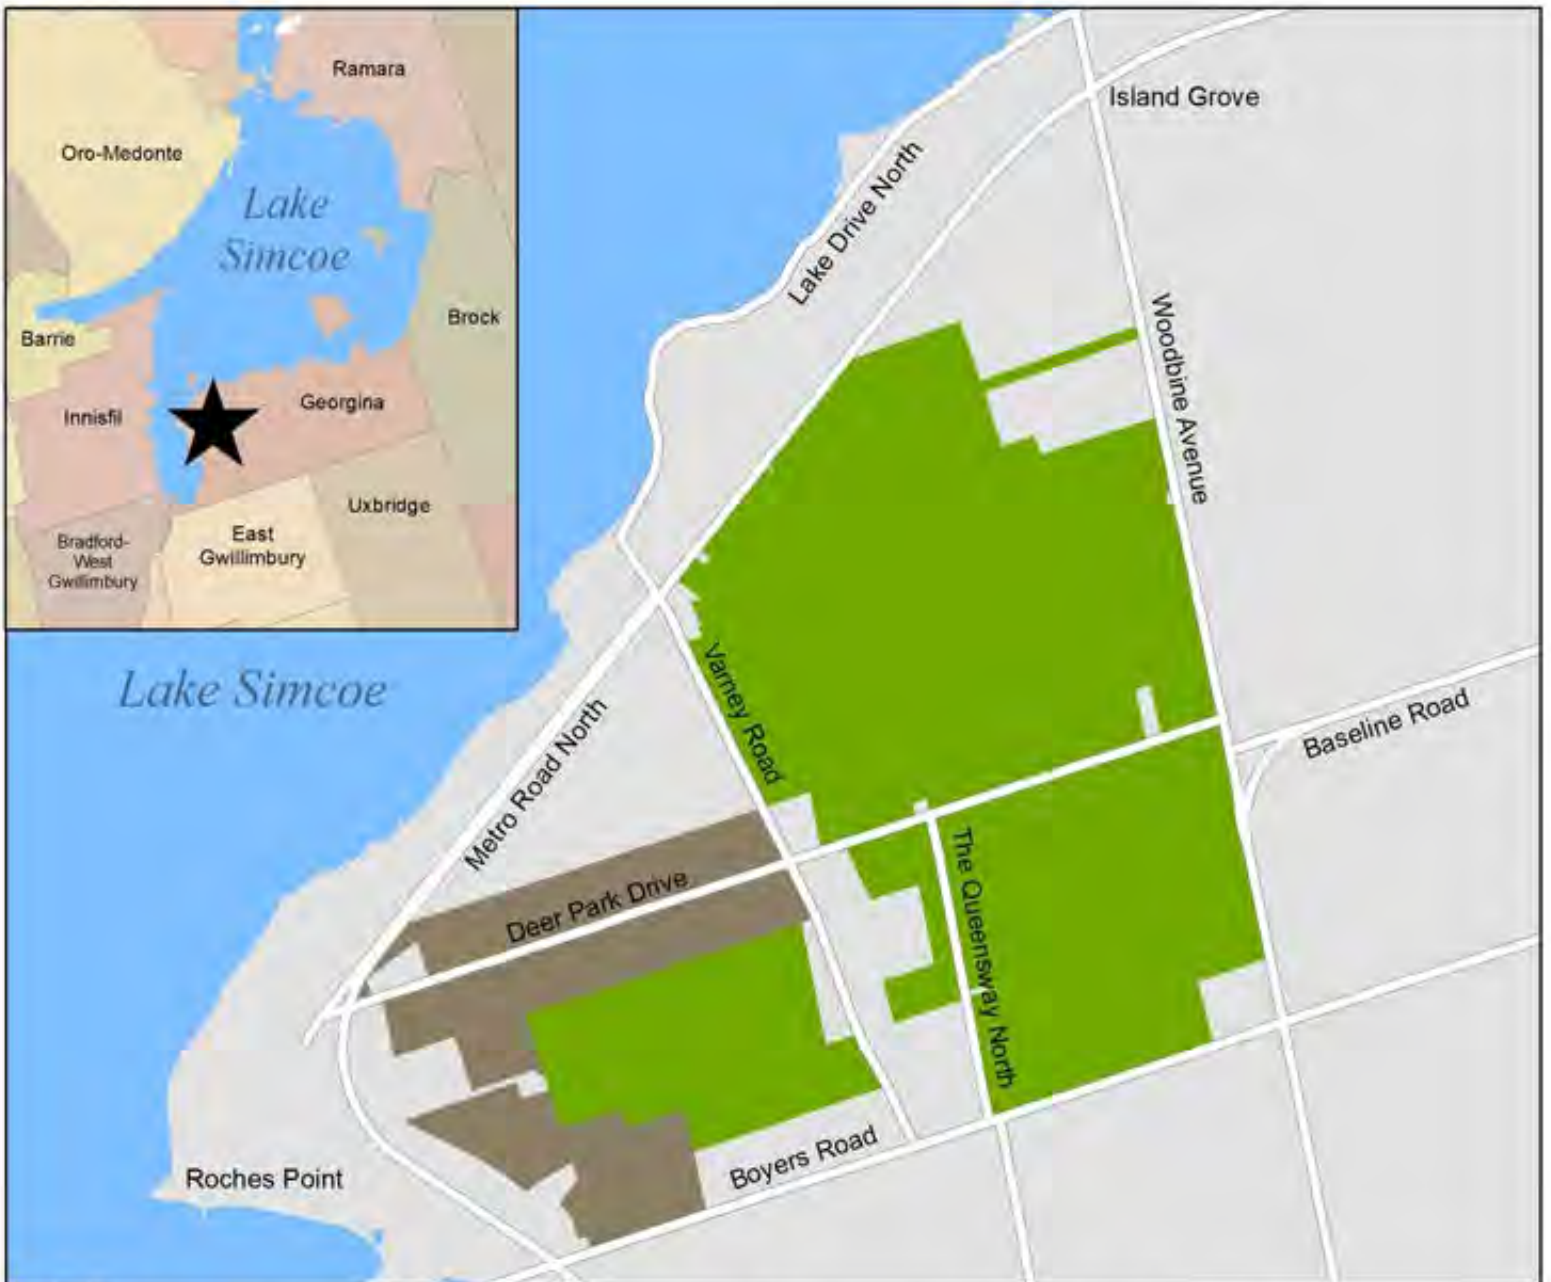 Ramara
Oro-Medonte
Lake
Simcoe
Brock
Barrie
Innisfil
Georgina
Uxbridge
East
Gwillimbury
Bradford-
West
Gwillimbury
Island Grove
Lake Drive North
Woodbine Avenue
Lake Simcoe
Varney Road
Metro Road North
Baseline Road
Deer Park Drive
The Queensway North
Boyers Road
Roches Point